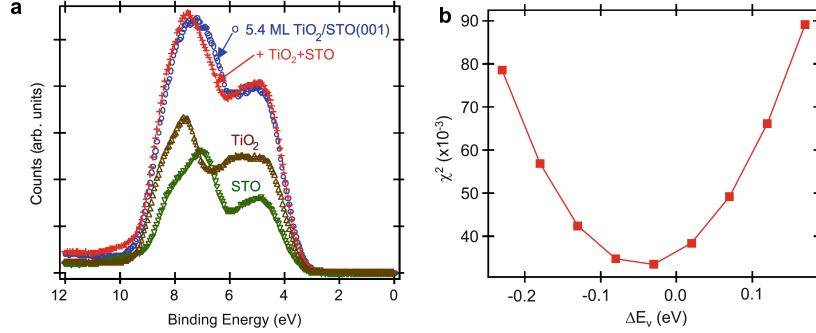 a
5.4 ML TiO₂/STO(001)
+ TiO₂+STO
TiO₂
STO
Counts (arb. units)
12 10 8 6 4 2 0
Binding Energy (eV)
b
90
80
70
60
50
40
χ² (x10⁻³)
-0.2 -0.1 0.0 0.1
ΔEᵥ (eV)